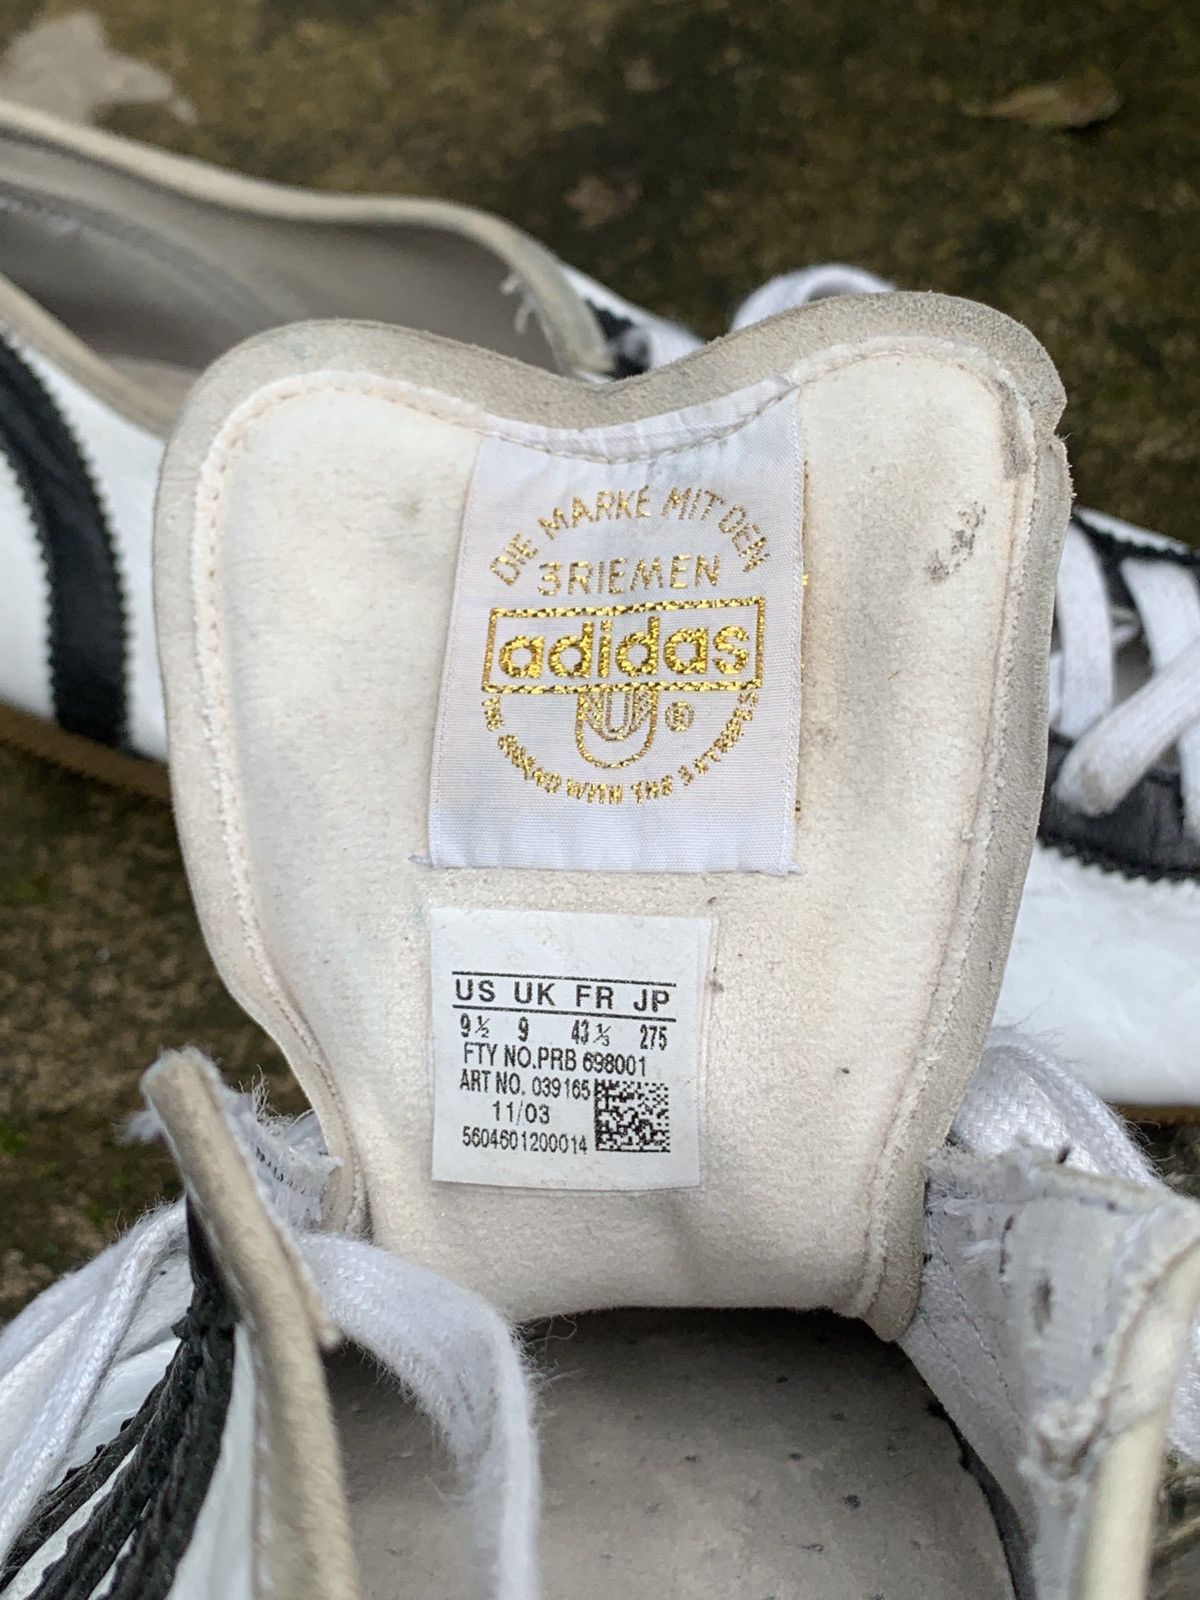 DIE MARKE MIT DEN
3RIEMEN
adidas
®
THE BRAND WITH THE 3 STRIPES
US UK FR JP
9½ 9 43⅓ 275
FTY NO.PRB 698001
ART NO. 039165
11/03
5604601200014